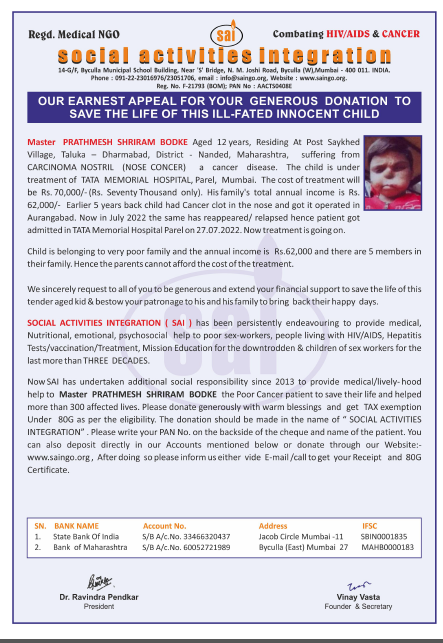 Regd. Medical NGO
sai
Combating HIV/AIDS & CANCER
social activities integration
14-G/F, Byculla Municipal School Building, Near 'S' Bridge, N. M. Joshi Road, Byculla (W),Mumbai - 400 011. INDIA.
Phone : 091-22-23016976/23051706, email : info@saingo.org, Website : www.saingo.org.
Reg. No. F-21793 (BOM); PAN No : AACTS0408E
OUR EARNEST APPEAL FOR YOUR GENEROUS DONATION TO
SAVE THE LIFE OF THIS ILL-FATED INNOCENT CHILD
Master PRATHMESH SHRIRAM BODKE Aged 12 years, Residing At Post Saykhed
Village, Taluka – Dharmabad, District - Nanded, Maharashtra, suffering from
CARCINOMA NOSTRIL (NOSE CONCER) a cancer disease. The child is under
treatment of TATA MEMORIAL HOSPITAL, Parel, Mumbai. The cost of treatment will
be Rs. 70,000/- (Rs. Seventy Thousand only). His family's total annual income is Rs.
62,000/- Earlier 5 years back child had Cancer clot in the nose and got it operated in
Aurangabad. Now in July 2022 the same has reappeared/ relapsed hence patient got
admitted in TATA Memorial Hospital Parel on 27.07.2022. Now treatment is going on.
Child is belonging to very poor family and the annual income is Rs.62,000 and there are 5 members in
their family. Hence the parents cannot afford the cost of the treatment.
We sincerely request to all of you to be generous and extend your financial support to save the life of this
tender aged kid & bestow your patronage to his and his family to bring back their happy days.
SOCIAL ACTIVITIES INTEGRATION ( SAI ) has been persistently endeavouring to provide medical,
Nutritional, emotional, psychosocial help to poor sex-workers, people living with HIV/AIDS, Hepatitis
Tests/vaccination/Treatment, Mission Education for the downtrodden & children of sex workers for the
last more than THREE DECADES.
Now SAI has undertaken additional social responsibility since 2013 to provide medical/lively- hood
help to Master PRATHMESH SHRIRAM BODKE the Poor Cancer patient to save their life and helped
more than 300 affected lives. Please donate generously with warm blessings and get TAX exemption
Under 80G as per the eligibility. The donation should be made in the name of " SOCIAL ACTIVITIES
INTEGRATION" . Please write your PAN No. on the backside of the cheque and name of the patient. You
can also deposit directly in our Accounts mentioned below or donate through our Website:-
www.saingo.org , After doing so please inform us either vide E-mail /call to get your Receipt and 80G
Certificate.
SN. BANK NAME Account No. Address IFSC
1. State Bank Of India S/B A/c.No. 33466320437 Jacob Circle Mumbai -11 SBIN0001835
2. Bank of Maharashtra S/B A/c.No. 60052721989 Byculla (East) Mumbai 27 MAHB0000183
Dr. Ravindra Pendkar Vinay Vasta
President Founder & Secretary